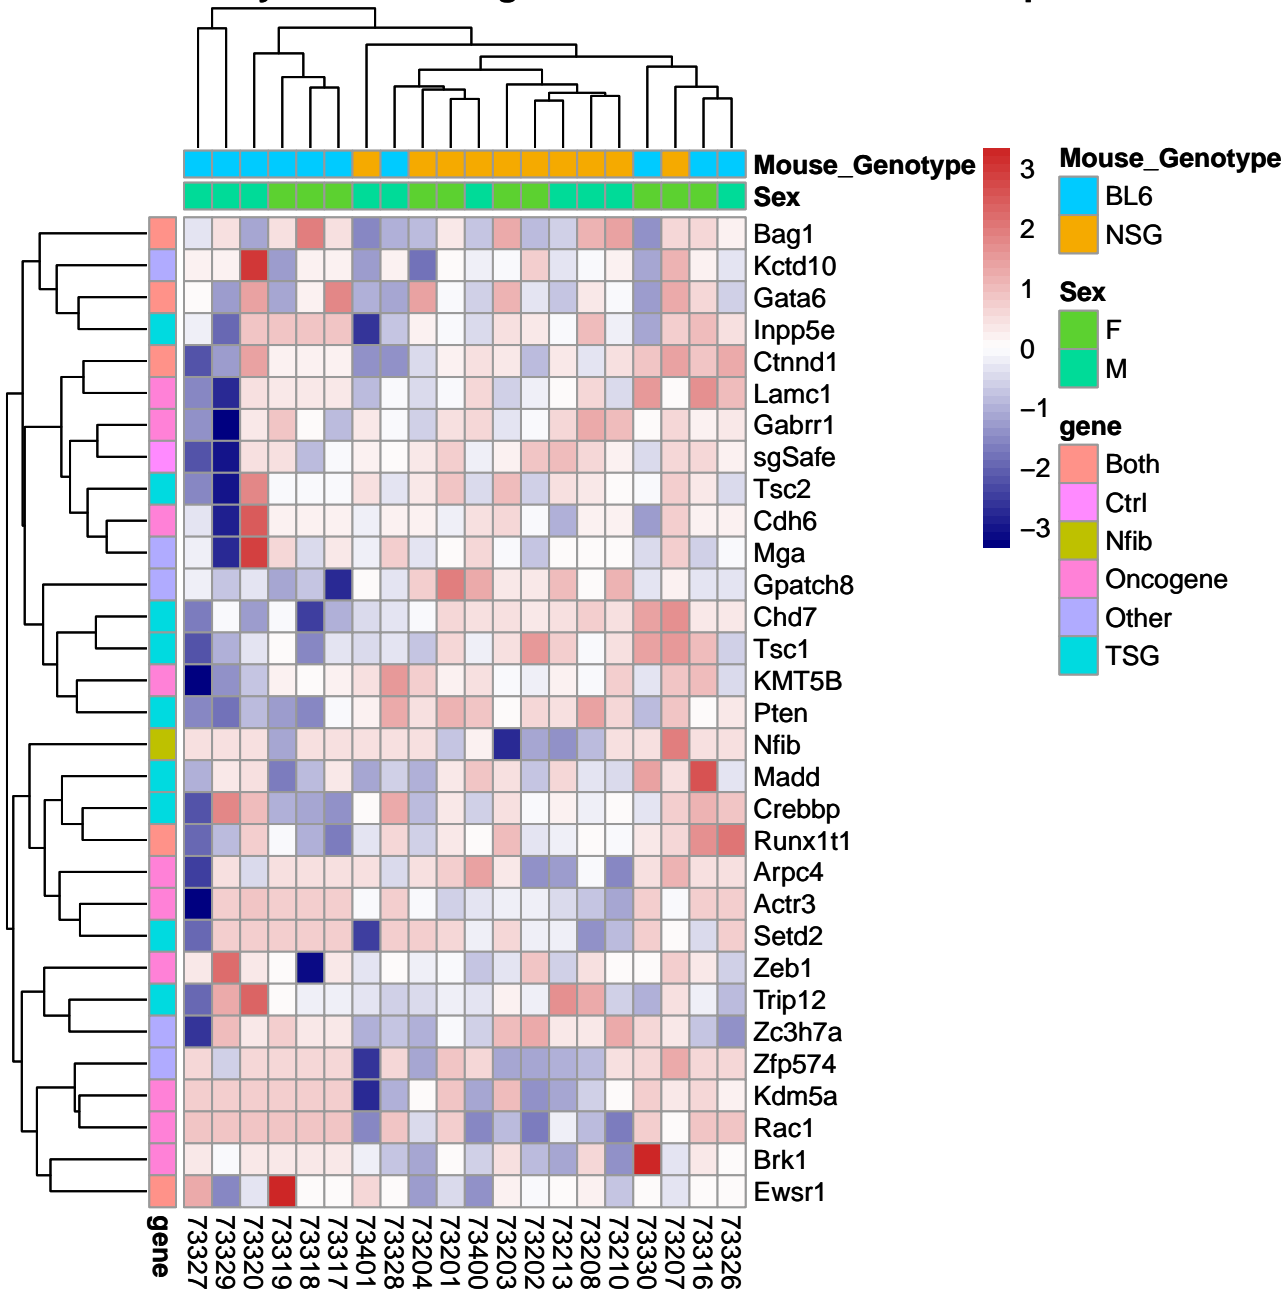 Mouse_Genotype
Sex
Bag1
Kctd10
Gata6
Inpp5e
Ctnnd1
Lamc1
Gabrr1
sgSafe
Tsc2
Cdh6
Mga
Gpatch8
Chd7
Tsc1
KMT5B
Pten
Nfib
Madd
Crebbp
Runx1t1
Arpc4
Actr3
Setd2
Zeb1
Trip12
Zc3h7a
Zfp574
Kdm5a
Rac1
Brk1
Ewsr1
gene
73327
73329
73320
73319
73318
73317
73401
73328
73204
73201
73400
73203
73202
73213
73208
73210
73330
73207
73316
73326
3
2
1
0
−1
−2
−3
Mouse_Genotype
BL6
NSG
Sex
F
M
gene
Both
Ctrl
Nfib
Oncogene
Other
TSG